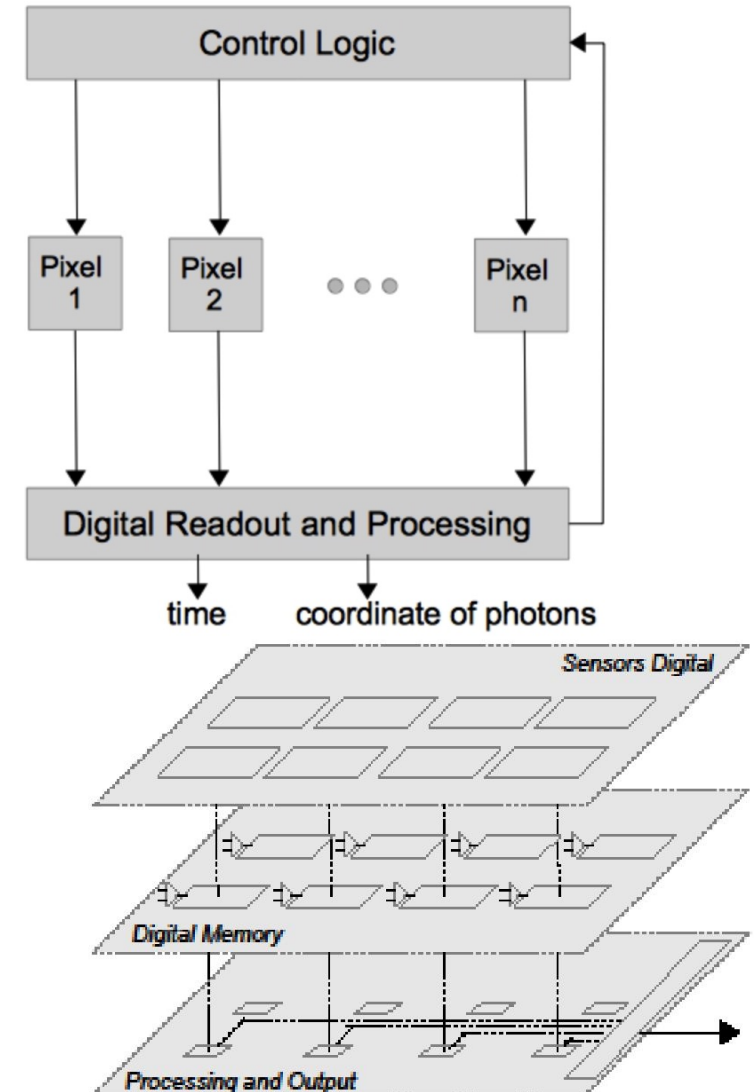 Control Logic
Pixel
1
Pixel
2
Pixel
n
Digital Readout and Processing
time
coordinate of photons
Sensors Digital
Digital Memory
Processing and Output